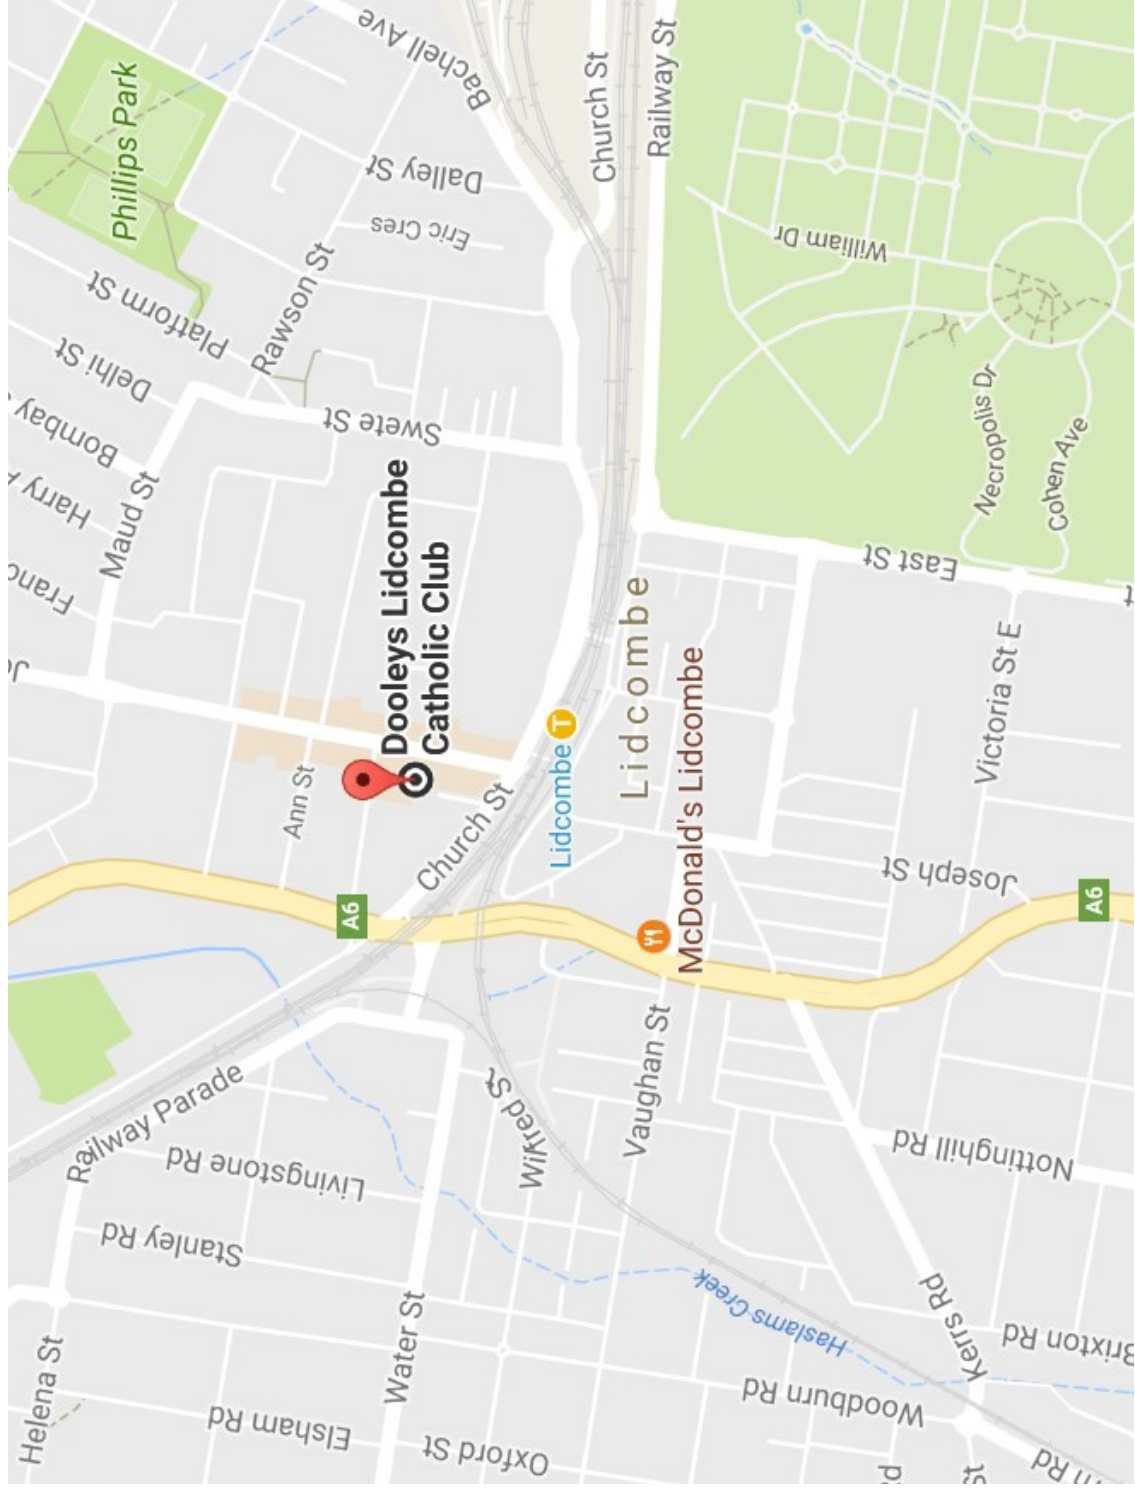 Helena St
Railway Parade
Stanley Rd
Livingstone Rd
Elsham Rd
Water St
Oxford St
Wilfred St
A6
Ann St
Church St
Maud St
Harry
Bombay
Delhi St
Platform St
Phillips Park
Rawson St
Swete St
Dooleys Lidcombe
Catholic Club
Eric Cres
Dalley St
Bachell Ave
Lidcombe
T
Lidcombe
Church St
Railway St
McDonald's Lidcombe
Vaughan St
Haslams Creek
Woodburn Rd
Kerrs Rd
Nottinghill Rd
Brixton Rd
Joseph St
A6
Victoria St E
East St
William Dr
Necropolis Dr
Cohen Ave